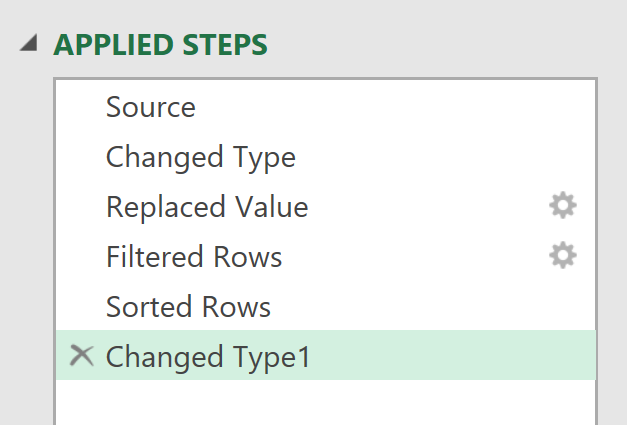 APPLIED STEPS
Source
Changed Type
Replaced Value
Filtered Rows
Sorted Rows
Changed Type1